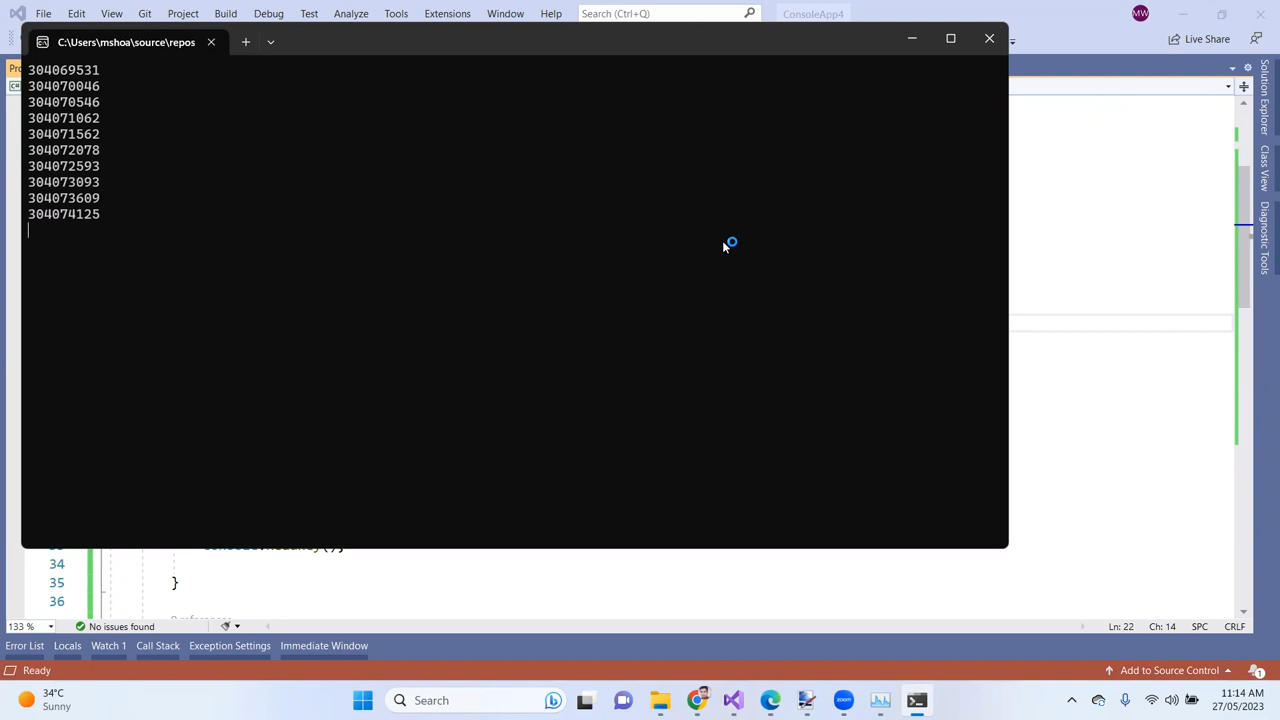 File Edit View Git Project Build Debug Test Analyze Tools Extensions Window Help Search (Ctrl+Q) ConsoleApp4 MW
C:\Users\mshoa\source\repos
Live Share
304069531
304070046
304070546
304071062
304071562
304072078
304072593
304073093
304073609
304074125
Solution Explorer
Class View
Diagnostic Tools
34
35 }
36
133 % No issues found Ln: 22 Ch: 14 SPC CRLF
Error List Locals Watch 1 Call Stack Exception Settings Immediate Window
Ready Add to Source Control 1
34°C
Sunny
Search
11:14 AM
27/05/2023